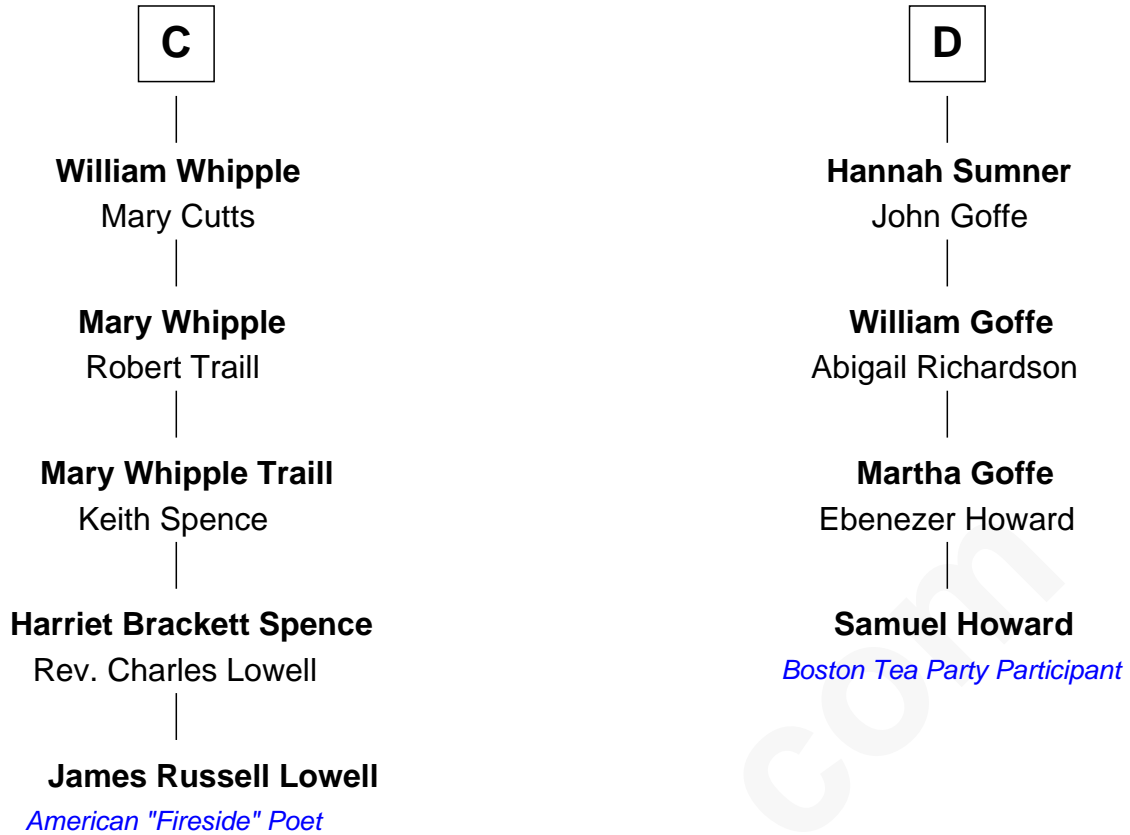 C
William Whipple
Mary Cutts
Mary Whipple
Robert Traill
Mary Whipple Traill
Keith Spence
Harriet Brackett Spence
Rev. Charles Lowell
James Russell Lowell
American "Fireside" Poet
D
Hannah Sumner
John Goffe
William Goffe
Abigail Richardson
Martha Goffe
Ebenezer Howard
Samuel Howard
Boston Tea Party Participant
com